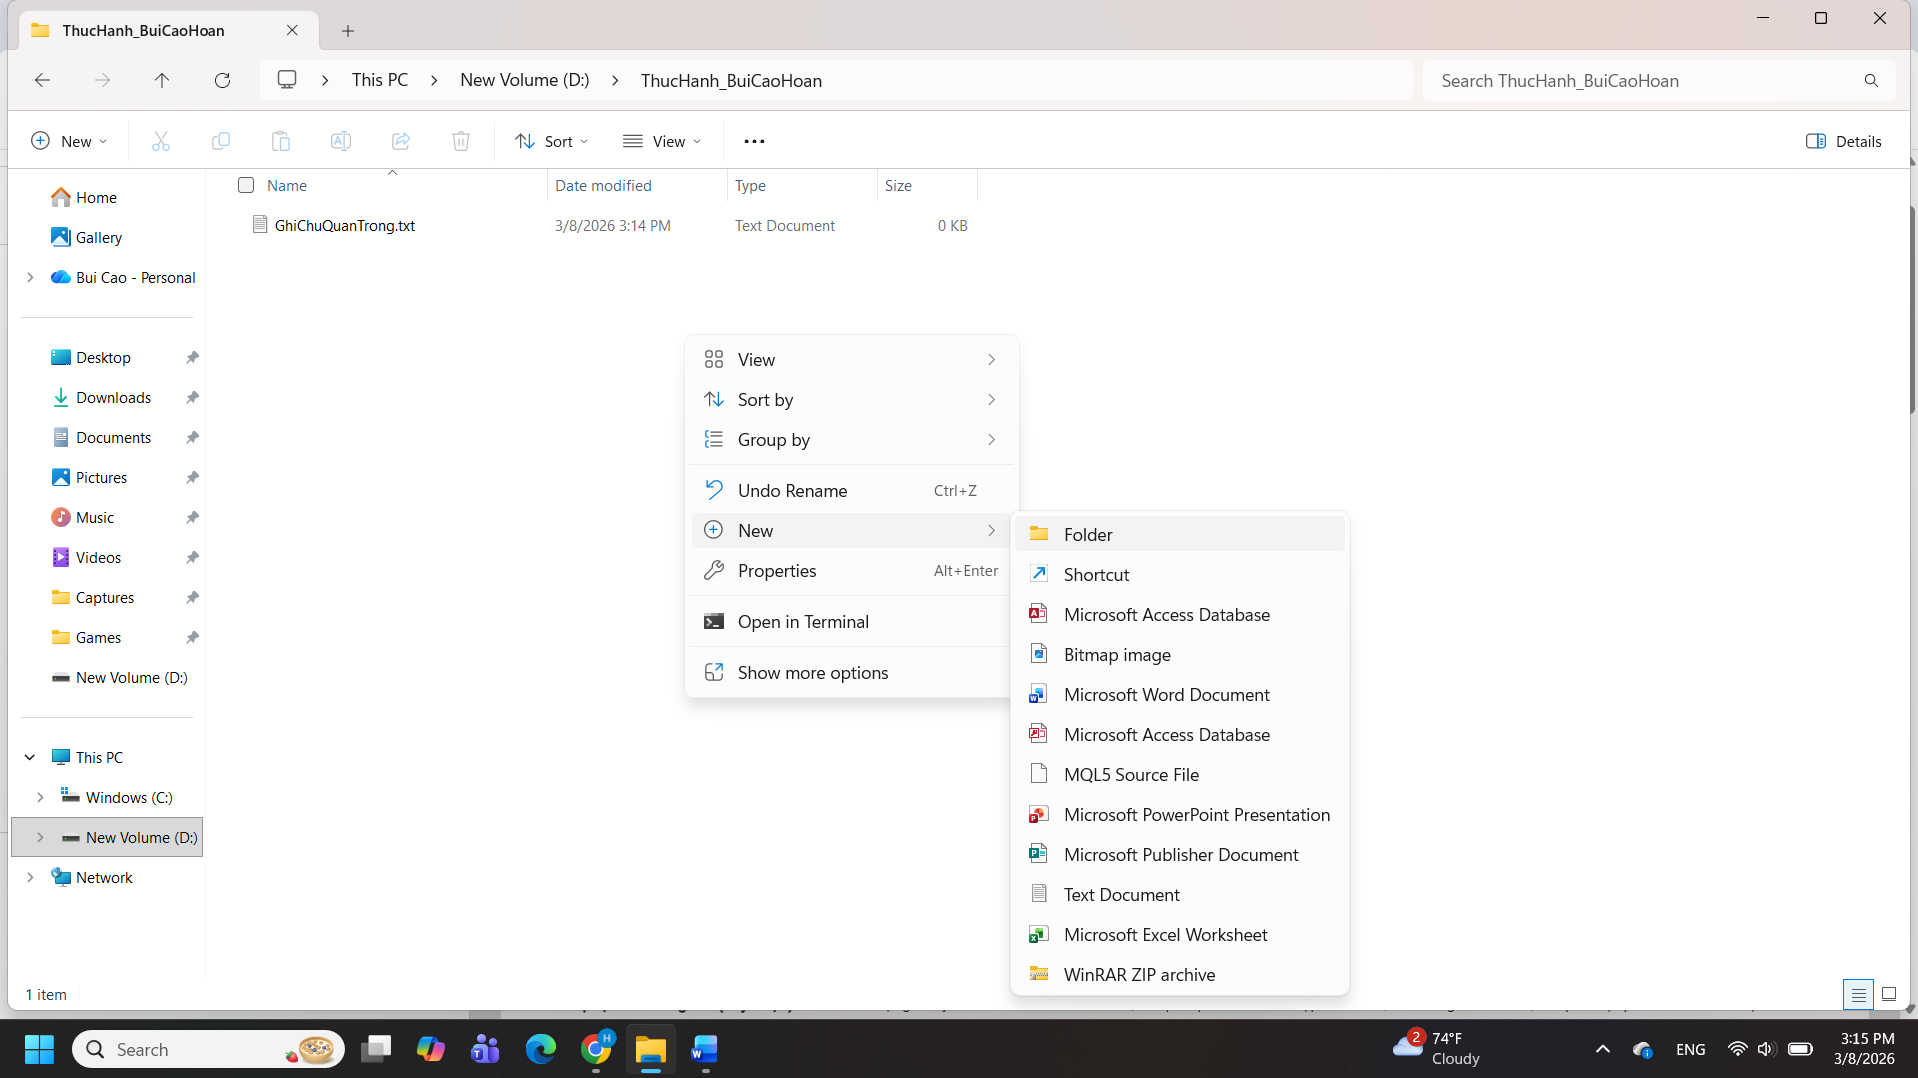 ThucHanh_BuiCaoHoan
This PC
New Volume (D:)
ThucHanh_BuiCaoHoan
Search ThucHanh_BuiCaoHoan
New
Sort
View
Details
Name
Date modified
Type
Size
GhiChuQuanTrong.txt
3/8/2026 3:14 PM
Text Document
0 KB
Home
Gallery
Bui Cao - Personal
Desktop
Downloads
Documents
Pictures
Music
Videos
Captures
Games
New Volume (D:)
This PC
Windows (C:)
New Volume (D:)
Network
View
Sort by
Group by
Undo Rename Ctrl+Z
New
Properties Alt+Enter
Open in Terminal
Show more options
Folder
Shortcut
Microsoft Access Database
Bitmap image
Microsoft Word Document
Microsoft Access Database
MQL5 Source File
Microsoft PowerPoint Presentation
Microsoft Publisher Document
Text Document
Microsoft Excel Worksheet
WinRAR ZIP archive
1 item
Search
H
2
74°F
Cloudy
ENG
3:15 PM
3/8/2026